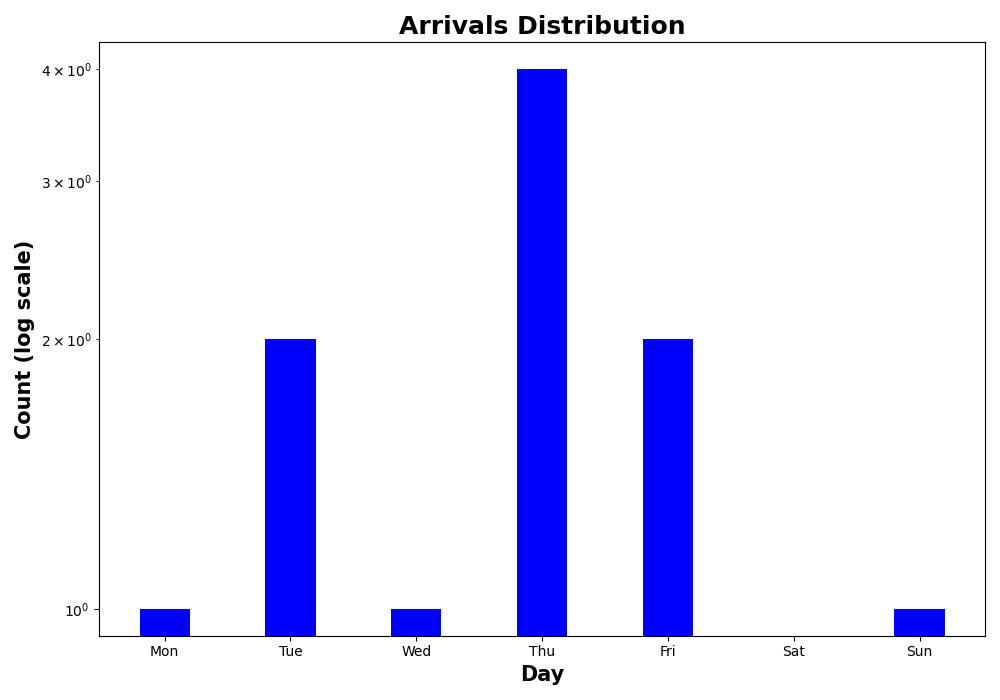 Arrivals Distribution
4 × 10⁰
3 × 10⁰
2 × 10⁰
10⁰
Count (log scale)
Mon Tue Wed Thu Fri Sat Sun
Day